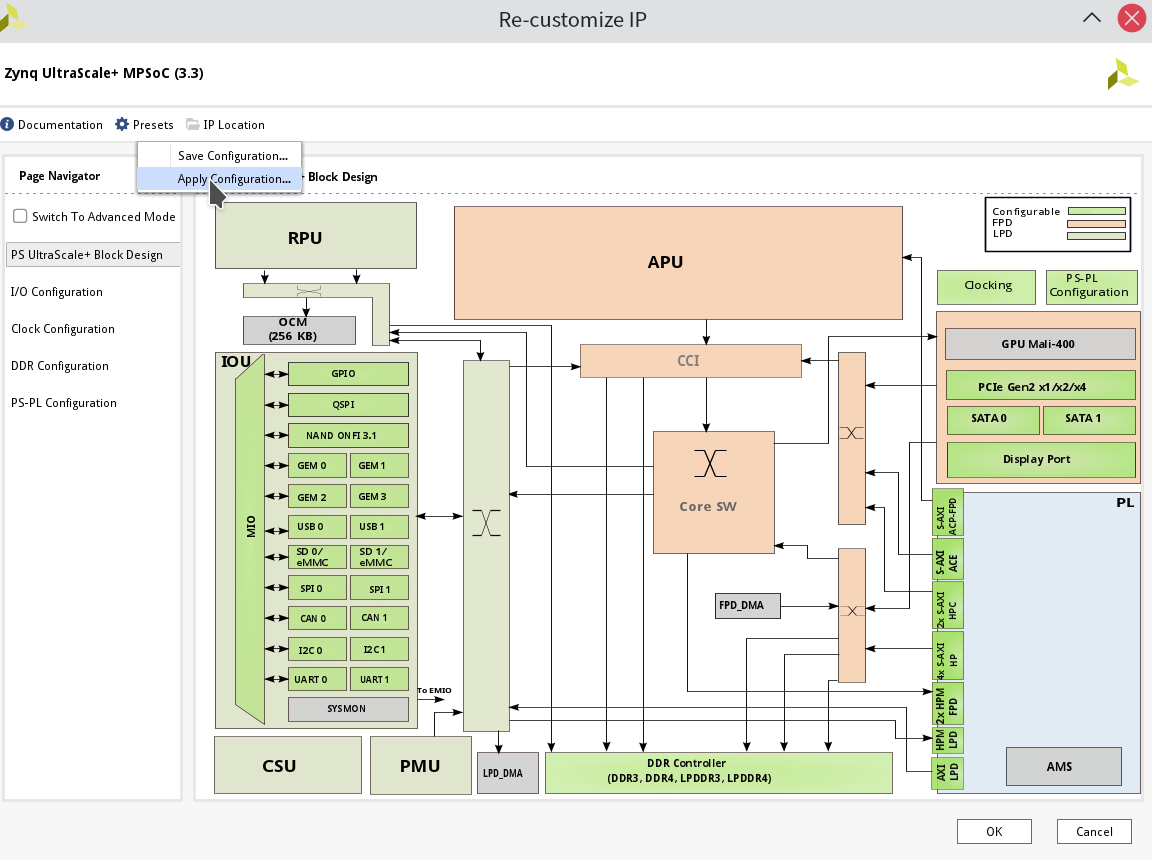 Re-customize IP
Zynq UltraScale+ MPSoC (3.3)
Documentation Presets IP Location
Save Configuration...
Apply Configuration...
Page Navigator
Block Design
Switch To Advanced Mode
PS UltraScale+ Block Design
I/O Configuration
Clock Configuration
DDR Configuration
PS-PL Configuration
Configurable
FPD
LPD
RPU
APU
Clocking
PS-PL
Configuration
OCM
(256 KB)
CCI
GPU Mali-400
PCIe Gen2 x1/x2/x4
SATA 0
SATA 1
Display Port
IOU
MIO
GPIO
QSPI
NAND ONFI 3.1
GEM 0
GEM 1
GEM 2
GEM 3
USB 0
USB 1
SD 0/
eMMC
SD 1/
eMMC
SPI 0
SPI 1
CAN 0
CAN 1
I2C 0
I2C 1
UART 0
UART 1
SYSMON
To EMIO
Core SW
FPD_DMA
PL
S-AXI
ACP-FPD
S-AXI
ACE
2x S-AXI
HPC
4x S-AXI
HP
2x HPM
FPD
HPM
LPD
AXI
LPD
AMS
CSU
PMU
LPD_DMA
DDR Controller
(DDR3, DDR4, LPDDR3, LPDDR4)
OK
Cancel